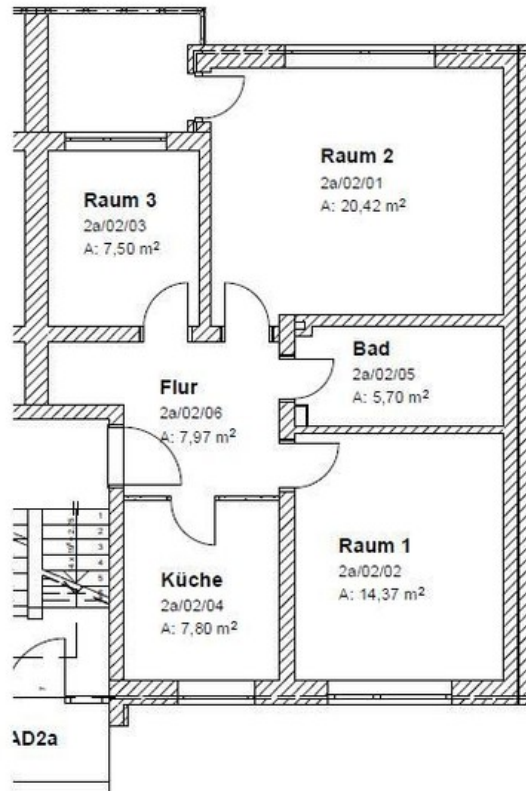 Raum 2
2a/02/01
A: 20,42 m²
Raum 3
2a/02/03
A: 7,50 m²
Bad
2a/02/05
A: 5,70 m²
Flur
2a/02/06
A: 7,97 m²
Raum 1
2a/02/02
A: 14,37 m²
Küche
2a/02/04
A: 7,80 m²
1
2
3
4
5
AD2a